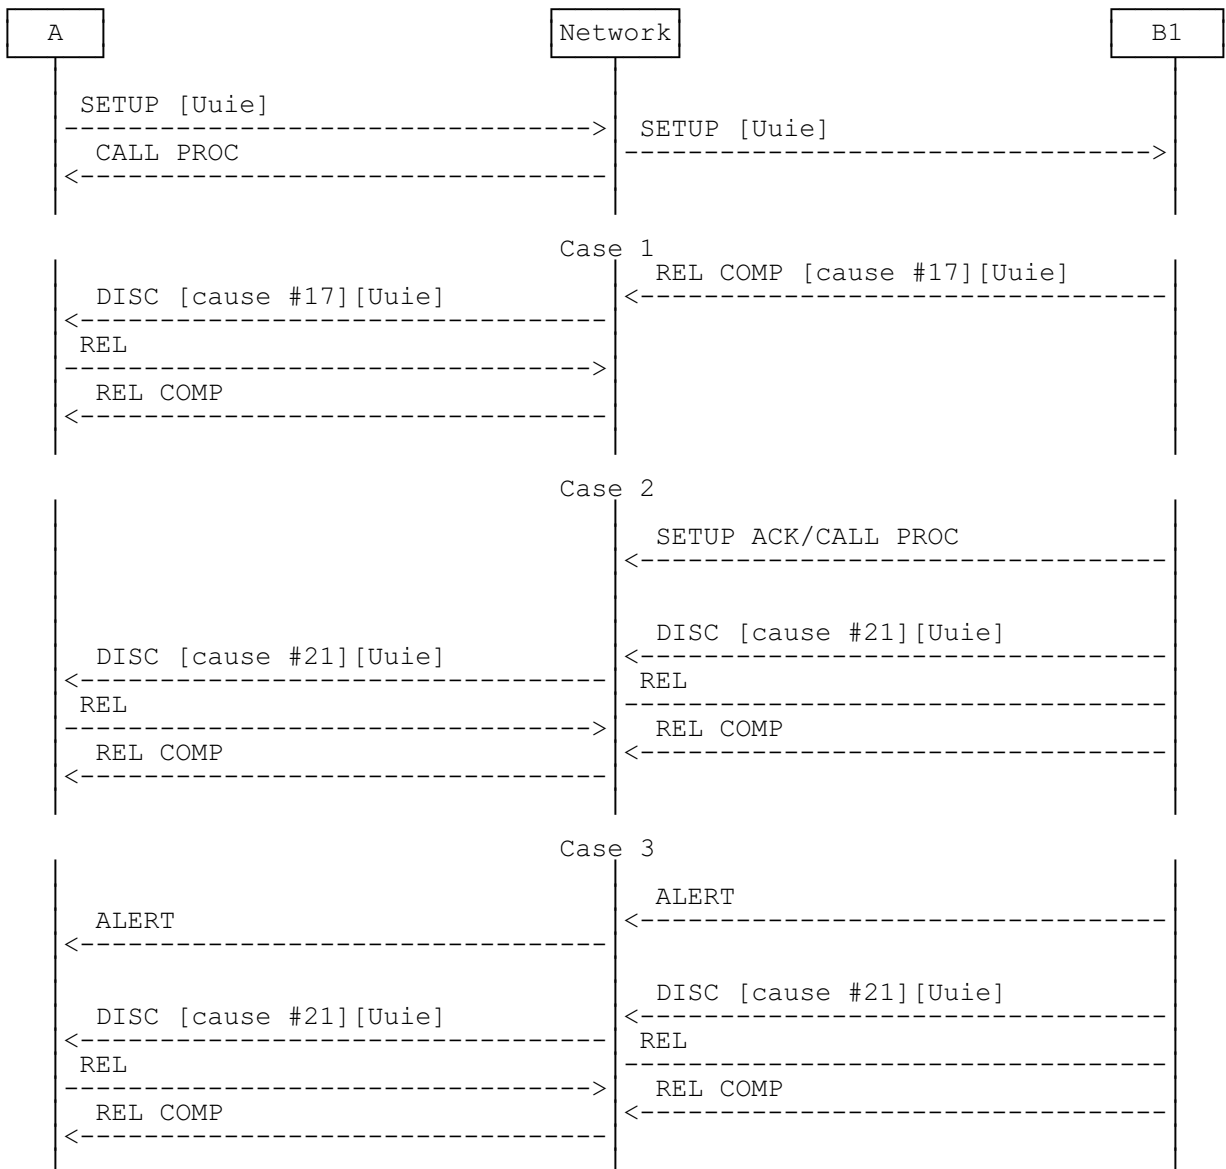 A
Network
B1
SETUP [Uuie]
SETUP [Uuie]
CALL PROC
Case 1
REL COMP [cause #17][Uuie]
DISC [cause #17][Uuie]
REL
REL COMP
Case 2
SETUP ACK/CALL PROC
DISC [cause #21][Uuie]
DISC [cause #21][Uuie]
REL
REL
REL COMP
REL COMP
Case 3
ALERT
ALERT
DISC [cause #21][Uuie]
DISC [cause #21][Uuie]
REL
REL
REL COMP
REL COMP